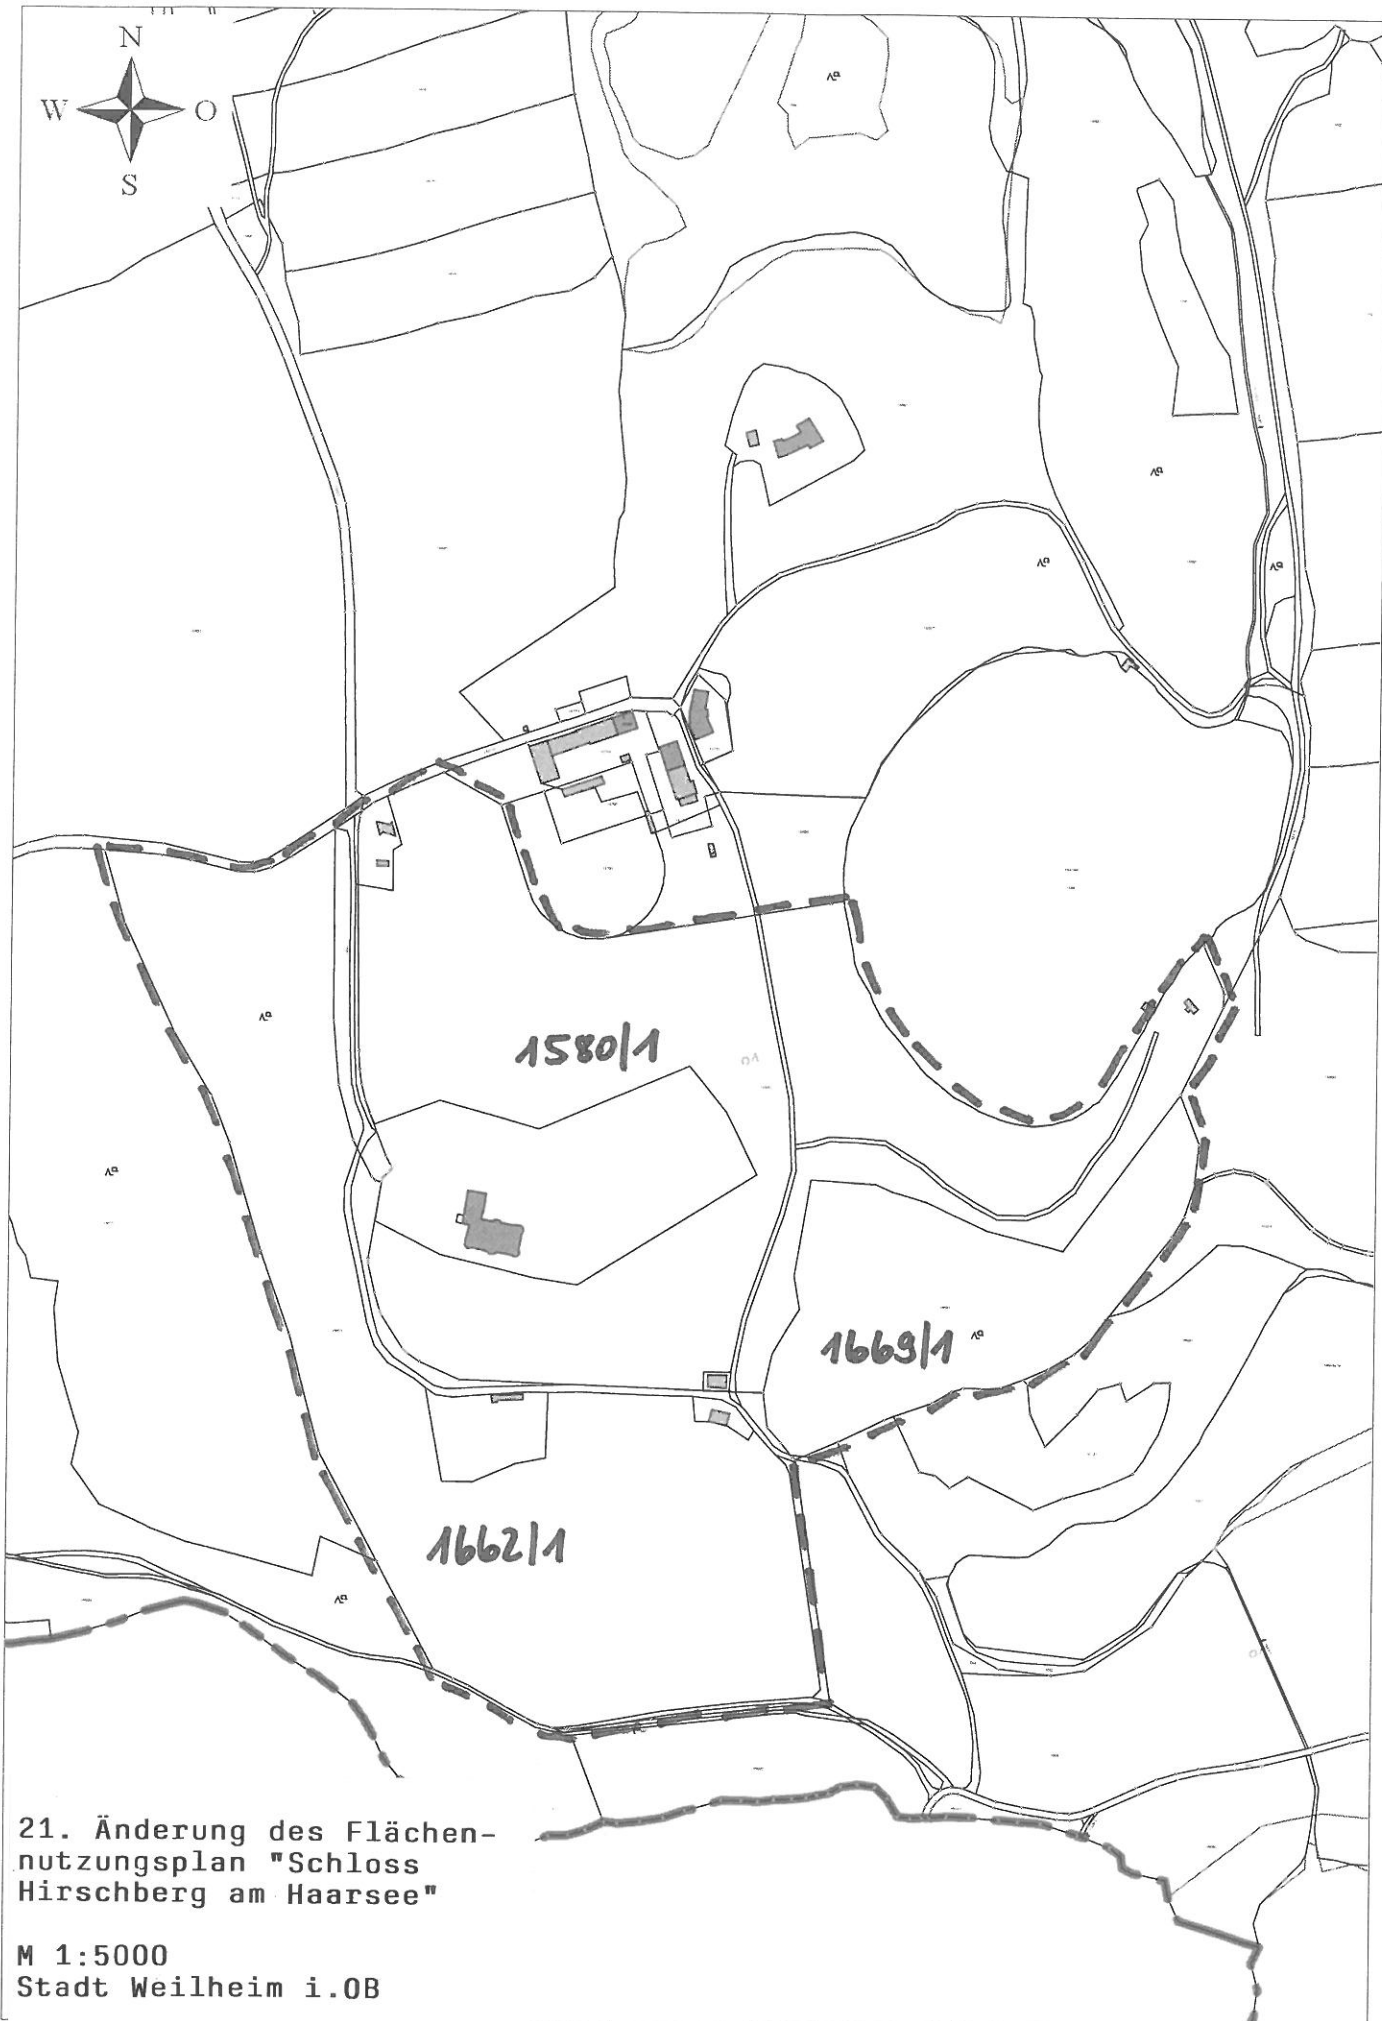 N
W O
S
1580/1
1669/1
1662/1
21. Änderung des Flächen-
nutzungsplan "Schloss
Hirschberg am Haarsee"
M 1:5000
Stadt Weilheim i.OB